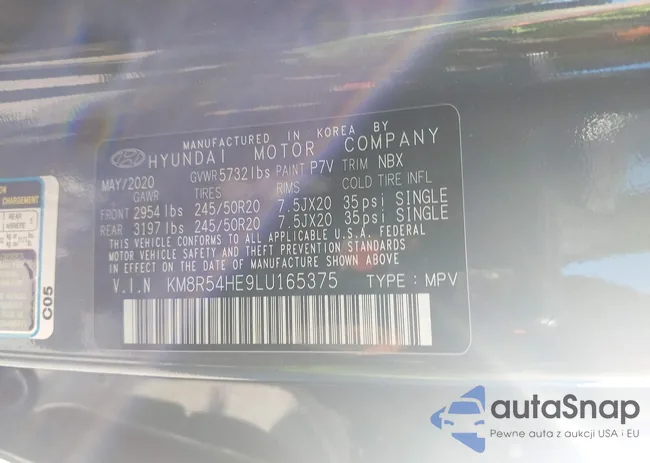 MANUFACTURED IN KOREA BY
HYUNDAI MOTOR COMPANY
MAY/2020 GVWR 5732 lbs PAINT P7V TRIM NBX
GAWR TIRES RIMS COLD TIRE INFL
FRONT 2954 lbs 245/50R20 7.5JX20 35psi SINGLE
REAR 3197 lbs 245/50R20 7.5JX20 35psi SINGLE
THIS VEHICLE CONFORMS TO ALL APPLICABLE U.S.A. FEDERAL
MOTOR VEHICLE SAFETY AND THEFT PREVENTION STANDARDS
IN EFFECT ON THE DATE OF MANUFACTURE SHOWN ABOVE.
V.I.N KM8R54HE9LU165375 TYPE : MPV
REAR
C05
autaSnap
Pewne auta z aukcji USA i EU